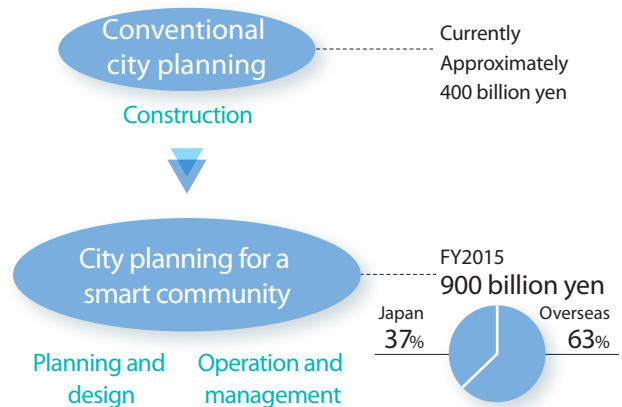 Conventional
city planning
Currently
Approximately
400 billion yen
Construction
City planning for a
smart community
FY2015
900 billion yen
Japan
37%
Overseas
63%
Planning and
design
Operation and
management